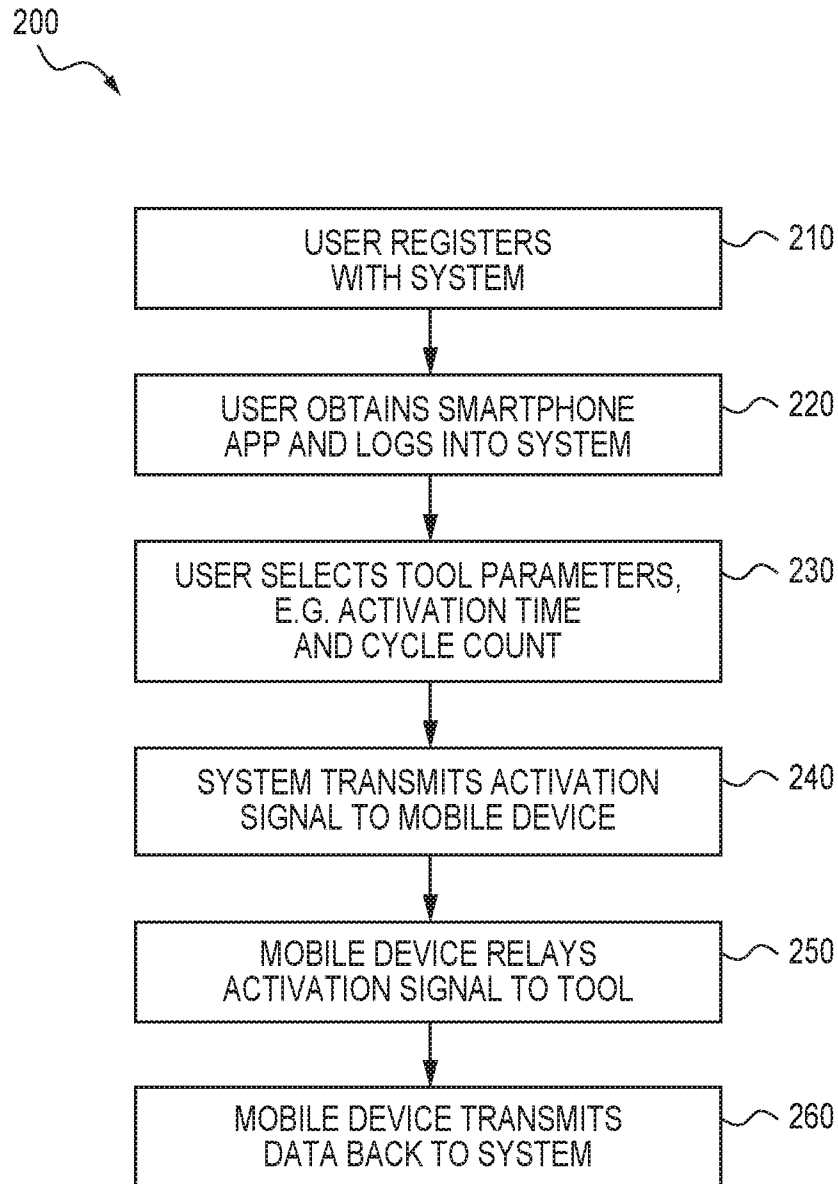 200
USER REGISTERS
WITH SYSTEM
210
USER OBTAINS SMARTPHONE
APP AND LOGS INTO SYSTEM
220
USER SELECTS TOOL PARAMETERS,
E.G. ACTIVATION TIME
AND CYCLE COUNT
230
SYSTEM TRANSMITS ACTIVATION
SIGNAL TO MOBILE DEVICE
240
MOBILE DEVICE RELAYS
ACTIVATION SIGNAL TO TOOL
250
MOBILE DEVICE TRANSMITS
DATA BACK TO SYSTEM
260